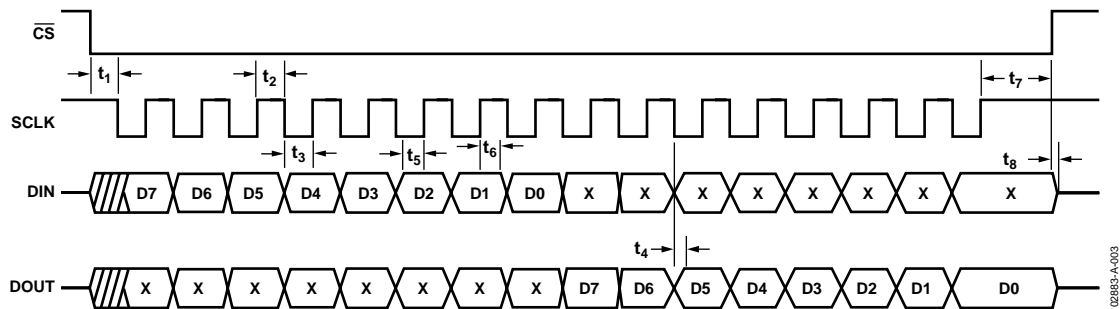 CS
t1
t2
t7
SCLK
t3
t5
t6
t8
DIN
D7
D6
D5
D4
D3
D2
D1
D0
X
X
X
X
X
X
X
X
t4
DOUT
X
X
X
X
X
X
X
X
D7
D6
D5
D4
D3
D2
D1
D0
02883-A-003